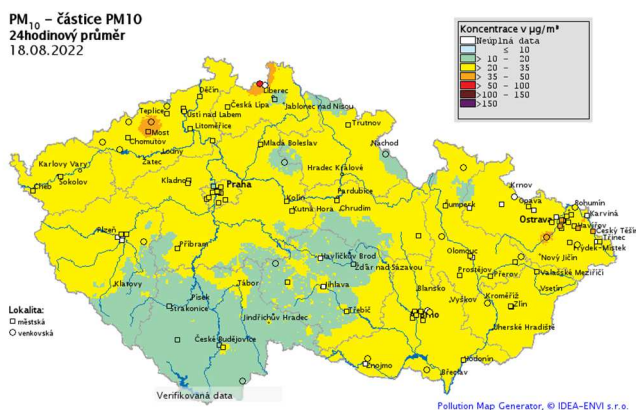 PM10 - částice PM10
24hodinový průměr
18.08.2022
Koncentrace v µg/m³
Neúplná data
≤ 10
> 10 - 20
> 20 - 35
> 35 - 50
> 50 - 100
>100 - 150
>150
Děčín
Liberec
Teplice
Česká Lípa
Jablonec nad Nisou
Ústí nad Labem
Most
Litoměřice
Trutnov
Chomutov
Louny
Mladá Boleslav
Náchod
Žatec
Karlovy Vary
Hradec Králové
Sokolov
Kladno
Krnov
Cheb
Praha
Pardubice
Opava
Bohumín
Kolín
Šumperk
Karviná
Kutná Hora
Chrudim
Ostrava
Havířov
Plzeň
Český Těšín
Třinec
Příbram
Frýdek-Místek
Olomouc
Havlíčkův Brod
Nový Jičín
Žďár nad Sázavou
Prostějov
Přerov
Valašské Meziříčí
Klatovy
Tábor
Jihlava
Blansko
Vsetín
Písek
Vyškov
Kroměříž
Lokalita:
Strakonice
Třebíč
Zlín
městská
Jindřichův Hradec
Brno
venkovská
Uherské Hradiště
České Budějovice
Znojmo
Hodonín
Břeclav
Verifikovaná data
Pollution Map Generator, © IDEA-ENVI s.r.o.